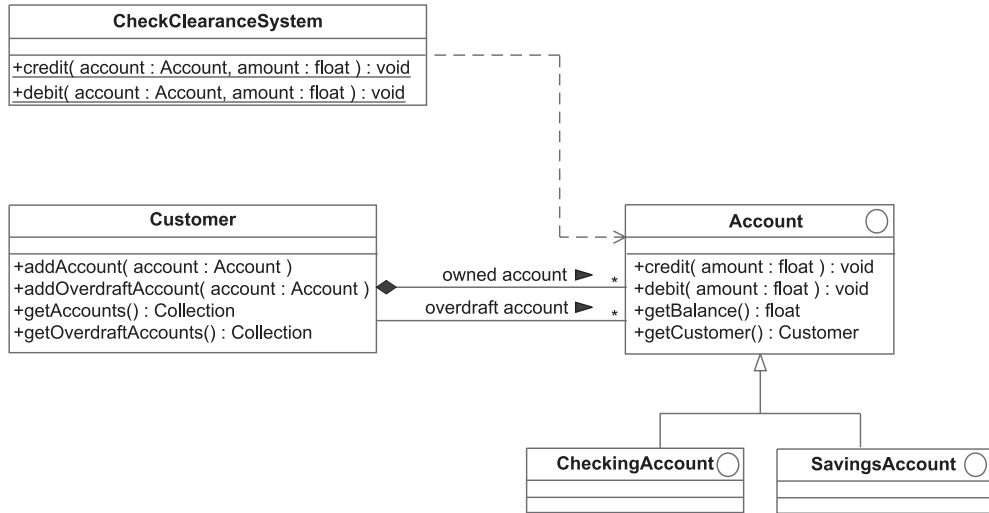 CheckClearanceSystem
+credit( account : Account, amount : float ) : void
+debit( account : Account, amount : float ) : void
Customer
+addAccount( account : Account )
+addOverdraftAccount( account : Account )
+getAccounts() : Collection
+getOverdraftAccounts() : Collection
owned account ►
*
overdraft account ►
*
Account
+credit( amount : float ) : void
+debit( amount : float ) : void
+getBalance() : float
+getCustomer() : Customer
CheckingAccount
SavingsAccount